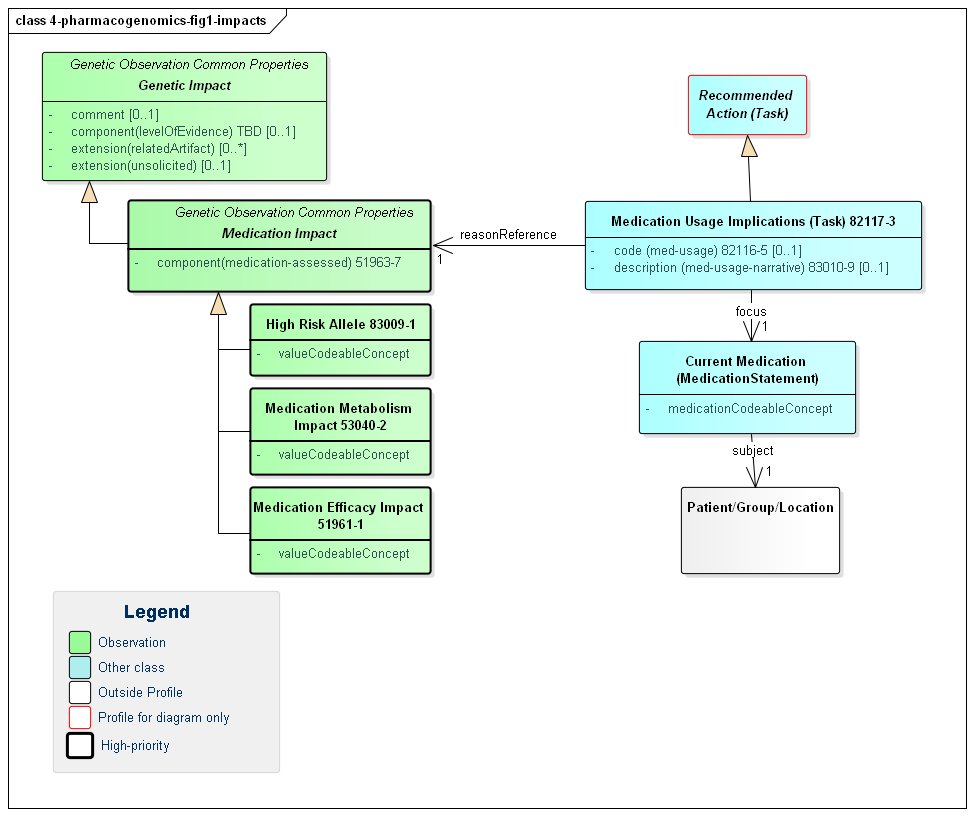 class 4-pharmacogenomics-fig1-impacts
Genetic Observation Common Properties
Genetic Impact
- comment [0..1]
- component(levelOfEvidence) TBD [0..1]
- extension(relatedArtifact) [0..*]
- extension(unsolicited) [0..1]
Genetic Observation Common Properties
Medication Impact
- component(medication-assessed) 51963-7
High Risk Allele 83009-1
- valueCodeableConcept
Medication Metabolism
Impact 53040-2
- valueCodeableConcept
Medication Efficacy Impact
51961-1
- valueCodeableConcept
reasonReference
1
Recommended
Action (Task)
Medication Usage Implications (Task) 82117-3
- code (med-usage) 82116-5 [0..1]
- description (med-usage-narrative) 83010-9 [0..1]
focus
1
Current Medication
(MedicationStatement)
- medicationCodeableConcept
subject
1
Patient/Group/Location
Legend
Observation
Other class
Outside Profile
Profile for diagram only
High-priority